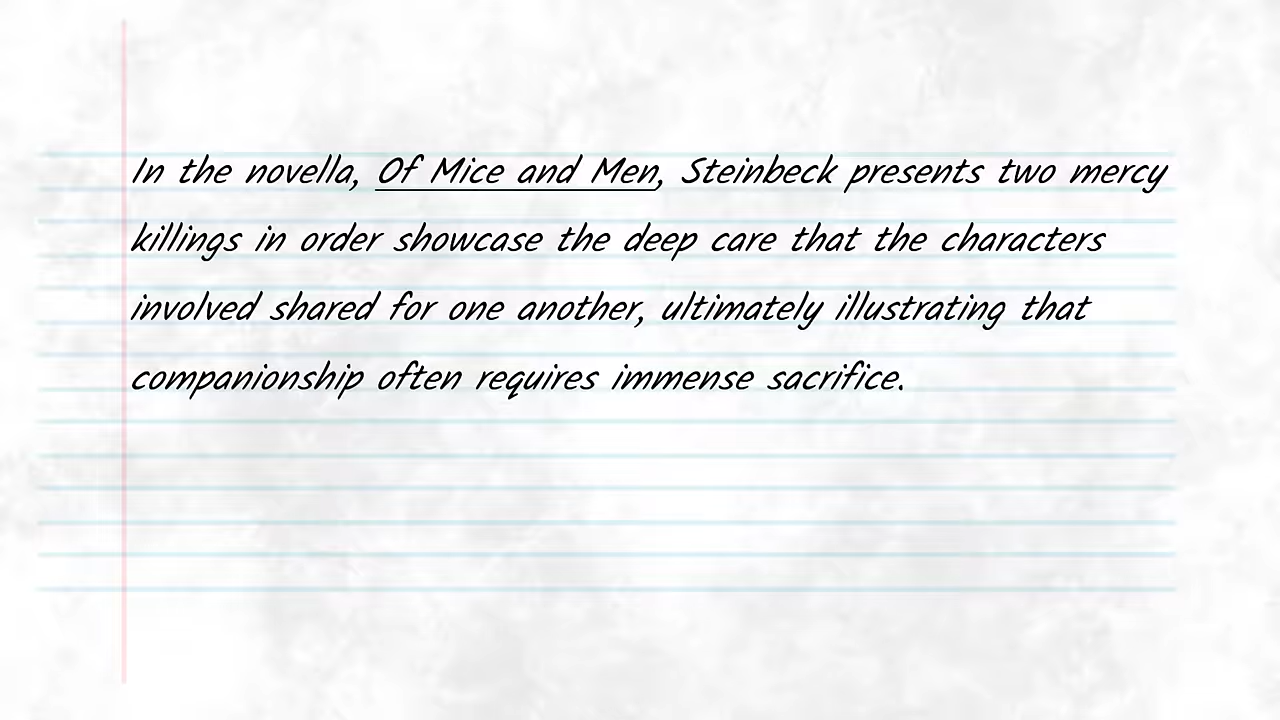 In the novella, Of Mice and Men, Steinbeck presents two mercy
killings in order showcase the deep care that the characters
involved shared for one another, ultimately illustrating that
companionship often requires immense sacrifice.